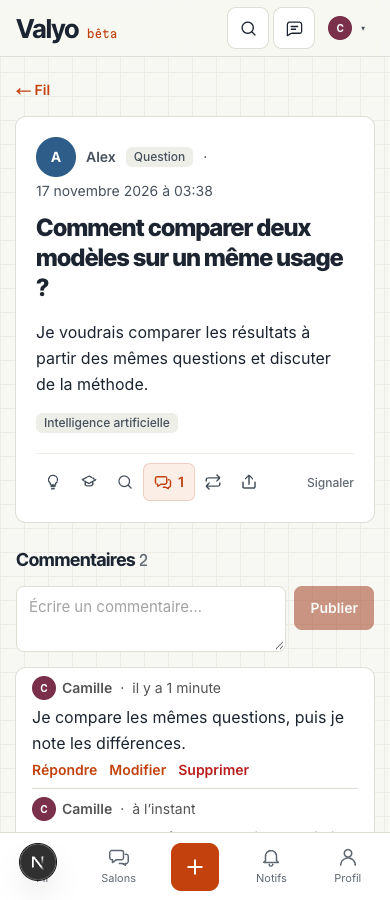 Valyo bêta
C
← Fil
A Alex Question ·
17 novembre 2026 à 03:38
Comment comparer deux
modèles sur un même usage
?
Je voudrais comparer les résultats à
partir des mêmes questions et discuter
de la méthode.
Intelligence artificielle
1 Signaler
Commentaires 2
Écrire un commentaire...
Publier
C Camille · il y a 1 minute
Je compare les mêmes questions, puis je
note les différences.
Répondre Modifier Supprimer
C Camille · à l’instant
N
Salons
Notifs
Profil